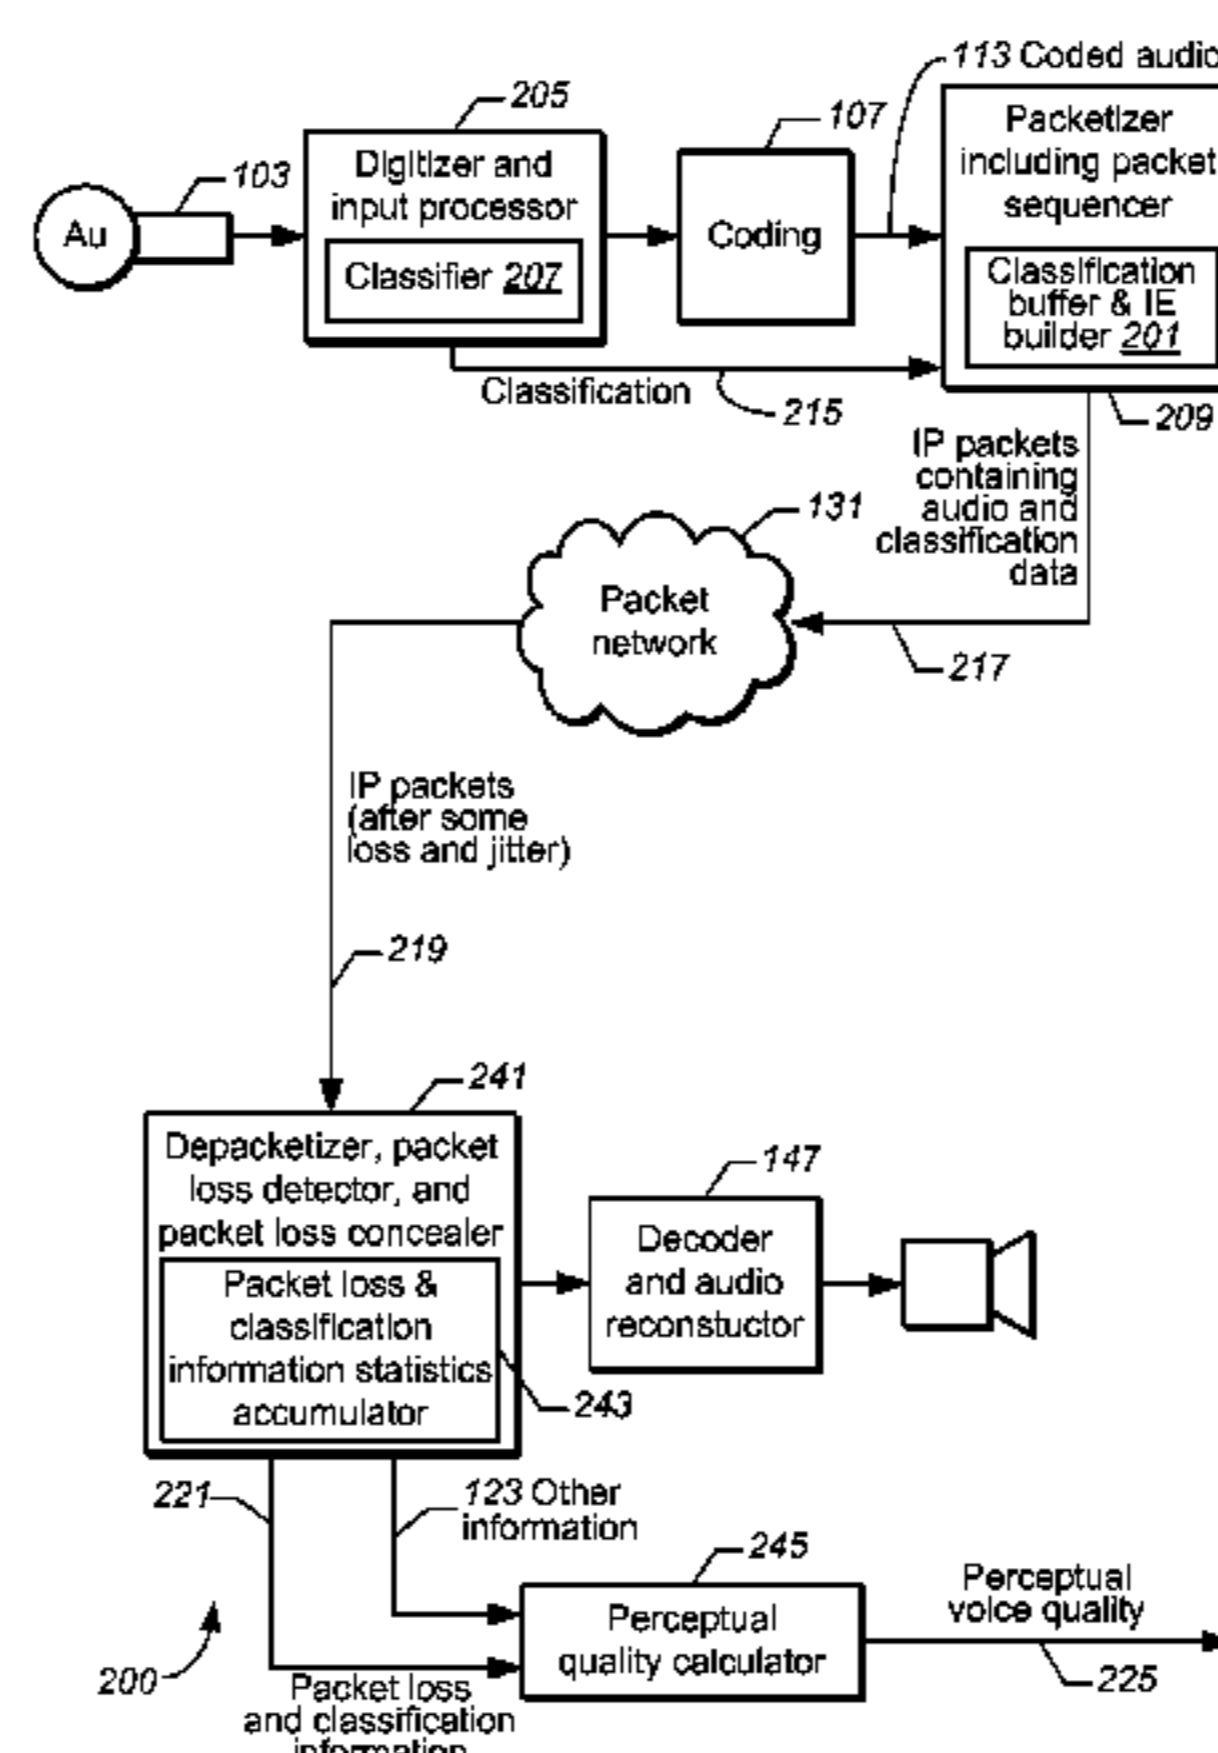 113 Coded audio
205
107
Packetizer
including packet
sequencer
Digitizer and
input processor
103
Au
Coding
Classifier 207
Classification
buffer & IE
builder 201
Classification
215
209
IP packets
containing
audio and
classification
data
131
Packet
network
217
IP packets
(after some
loss and jitter)
219
241
Depacketizer, packet
loss detector, and
packet loss concealer
147
Decoder
and audio
reconstuctor
Packet loss &
classification
information statistics
accumulator
243
221
123 Other
information
245
Perceptual
voice quality
Perceptual
quality calculator
225
200
Packet loss
and classification
information